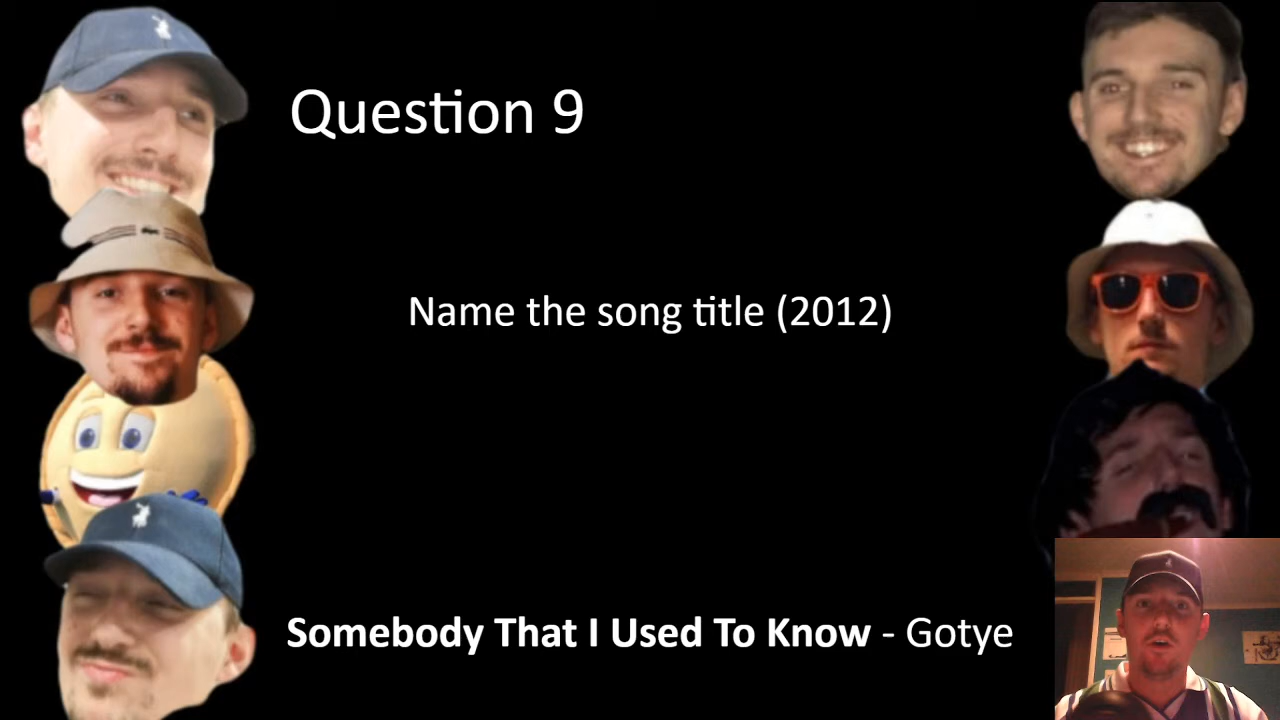 Question 9
Name the song title (2012)
Somebody That I Used To Know - Gotye